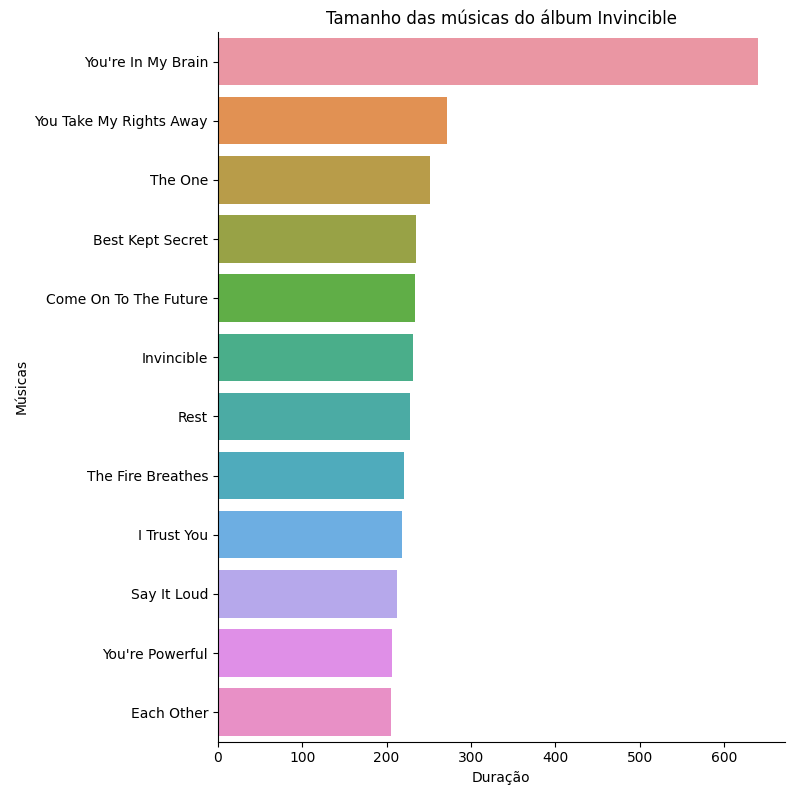 Tamanho das músicas do álbum Invincible
You're In My Brain
You Take My Rights Away
The One
Best Kept Secret
Come On To The Future
Invincible
Rest
The Fire Breathes
I Trust You
Say It Loud
You're Powerful
Each Other
Músicas
0 100 200 300 400 500 600
Duração